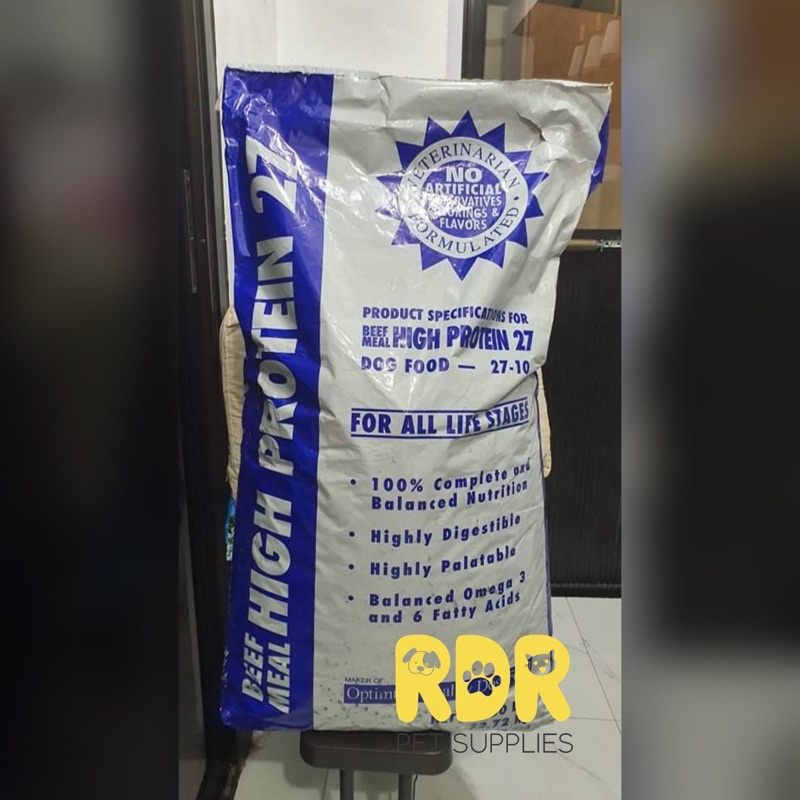 BEEF
MEAL HIGH PROTEIN 27
VETERINARIAN
FORMULATED
NO
ARTIFICIAL
FLAVORS
PRODUCT SPECIFICATIONS FOR
BEEF
MEAL HIGH PROTEIN 27
DOG FOOD — 27-10
FOR ALL LIFE STAGES
• 100% Complete and
Balanced Nutrition
• Highly Digestible
• Highly Palatable
• Balanced Omega 3
and 6 Fatty Acids
MAKER OF:
RDR
PET SUPPLIES